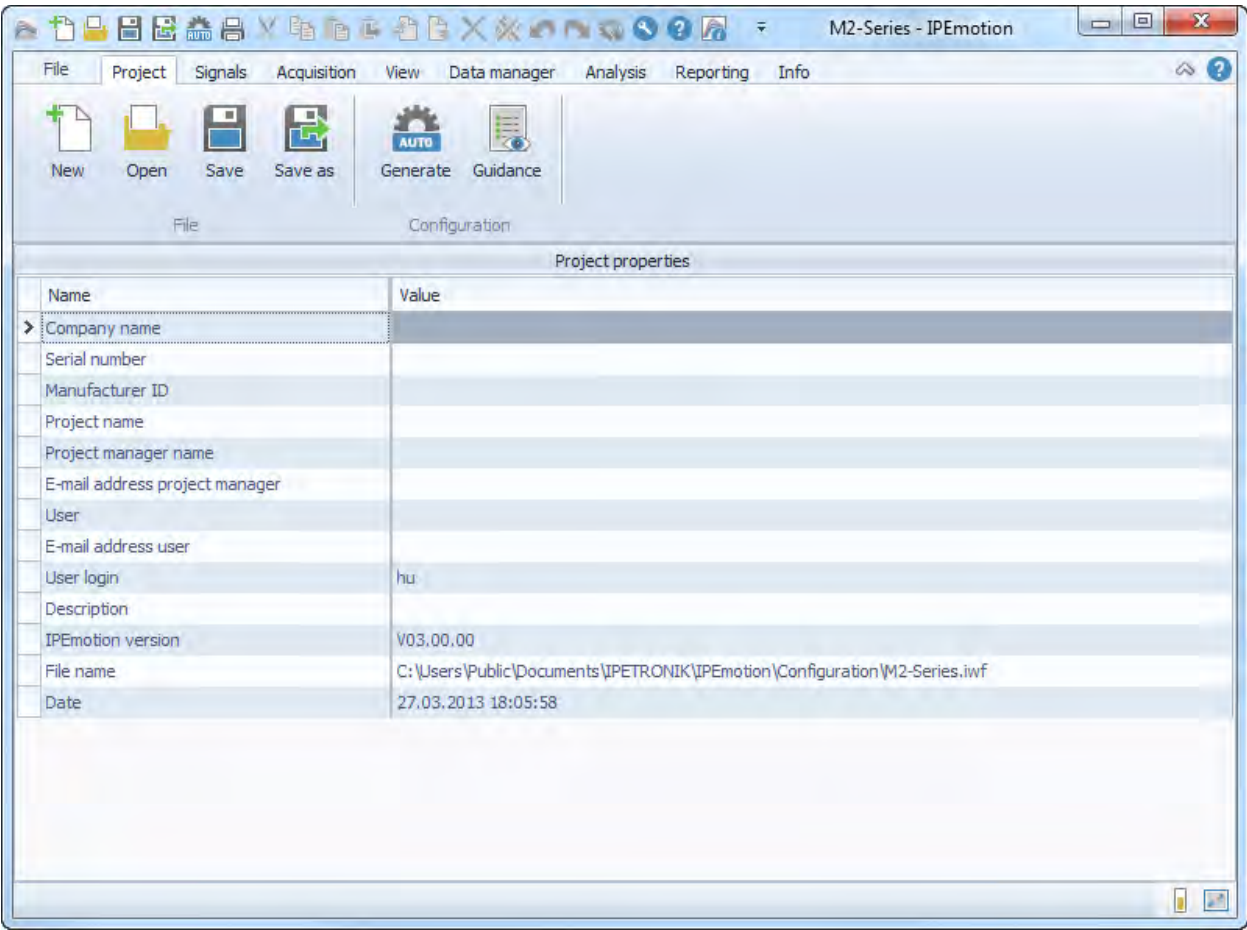 AUTO
M2-Series - IPEmotion
File Project Signals Acquisition View Data manager Analysis Reporting Info
AUTO
New Open Save Save as Generate Guidance
File Configuration
Project properties
Name Value
Company name
Serial number
Manufacturer ID
Project name
Project manager name
E-mail address project manager
User
E-mail address user
User login hu
Description
IPEmotion version V03.00.00
File name C:\Users\Public\Documents\IPETRONIK\IPEmotion\Configuration\M2-Series.iwf
Date 27.03.2013 18:05:58